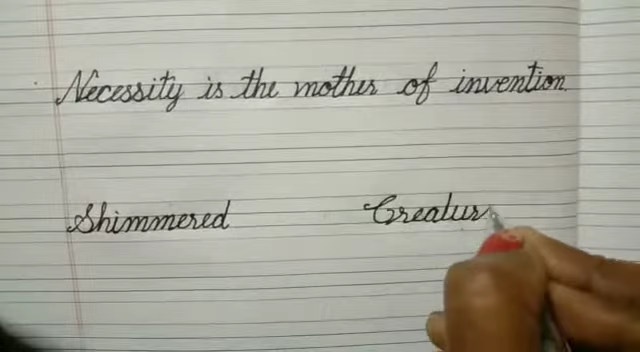 Necessity is the mother of invention.
Shimmered Creatur